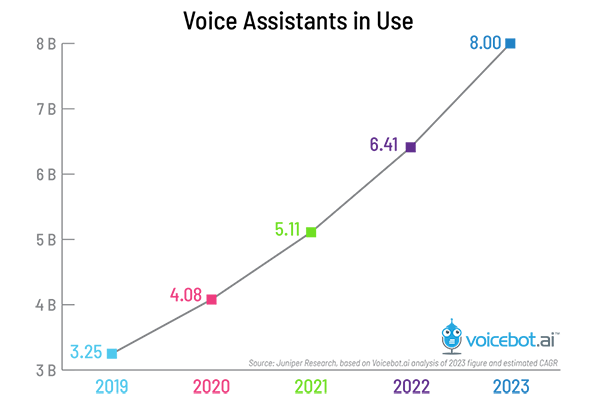 Voice Assistants in Use
8 B
8.00
7 B
6.41
6 B
5.11
5 B
4.08
4 B
3.25
voicebot.ai™
Source: Juniper Research, based on Voicebot.ai analysis of 2023 figure and estimated CAGR
3 B
2019 2020 2021 2022 2023